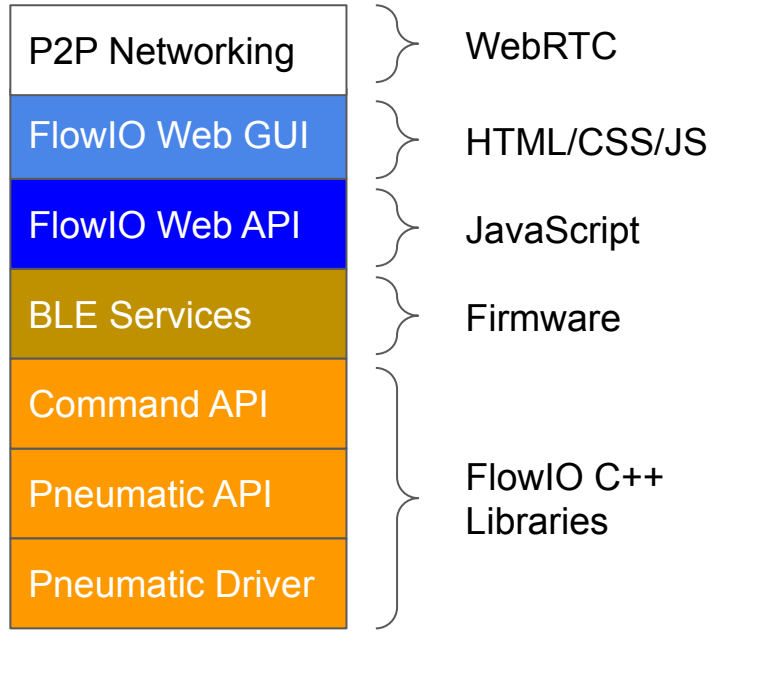 P2P Networking
WebRTC
FlowIO Web GUI
HTML/CSS/JS
FlowIO Web API
JavaScript
BLE Services
Firmware
Command API
Pneumatic API
Pneumatic Driver
FlowIO C++
Libraries